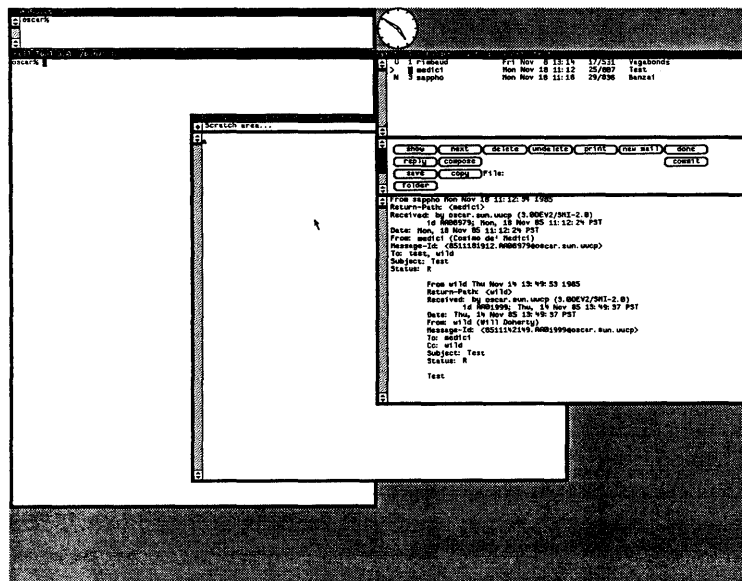 oscar%
oscar%
U 1 rimbaud Fri Nov 8 13:14 17/531 Vagabonds
> medici Mon Nov 18 11:12 25/887 Test
N 3 sappho Mon Nov 18 11:16 29/836 Banzai
Scratch area...
show next delete undelete print new mail done
reply compose commit
save copy File:
folder
From sappho Mon Nov 18 11:12:34 1985
Return-Path: <medici>
Received: by oscar.sun.uucp (3.0DEV2/SMI-2.0)
id AA08979; Mon, 18 Nov 85 11:12:24 PST
Date: Mon, 18 Nov 85 11:12:24 PST
From: medici (Cosimo de' Medici)
Message-Id: <8511181912.AA08979@oscar.sun.uucp>
To: test, wild
Subject: Test
Status: R
From wild Thu Nov 14 13:49:53 1985
Return-Path: <wild>
Received: by oscar.sun.uucp (3.0DEV2/SMI-2.0)
id AA01999; Thu, 14 Nov 85 13:49:37 PST
Date: Thu, 14 Nov 85 13:49:37 PST
From: wild (Will Doherty)
Message-Id: <8511142149.AA01999@oscar.sun.uucp>
To: medici
Cc: wild
Subject: Test
Status: R
Test